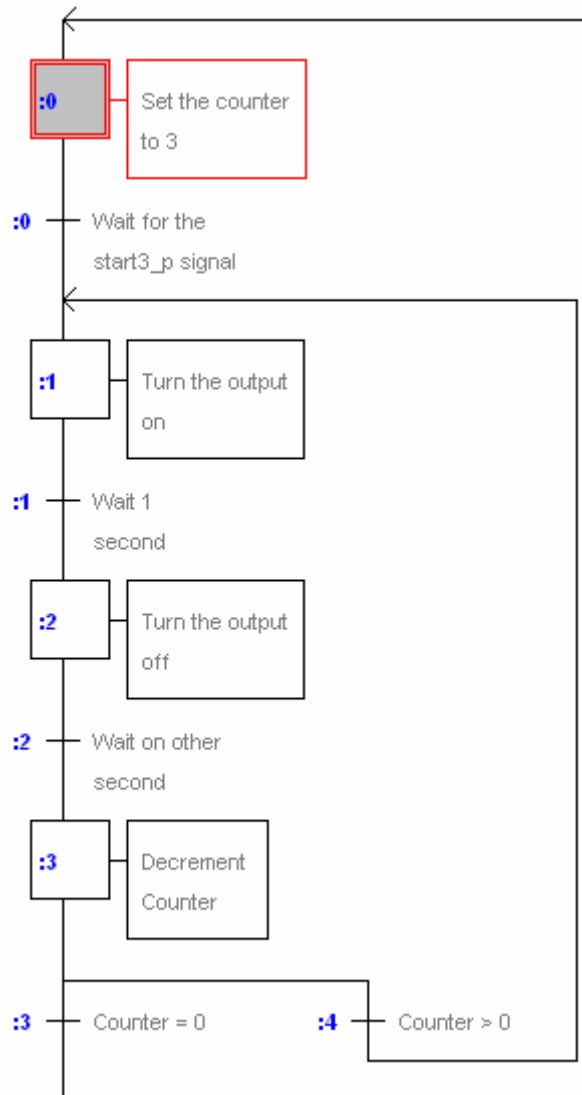 :0 Set the counter
to 3
:0 Wait for the
start3_p signal
:1 Turn the output
on
:1 Wait 1
second
:2 Turn the output
off
:2 Wait on other
second
:3 Decrement
Counter
:3 Counter = 0 :4 Counter > 0